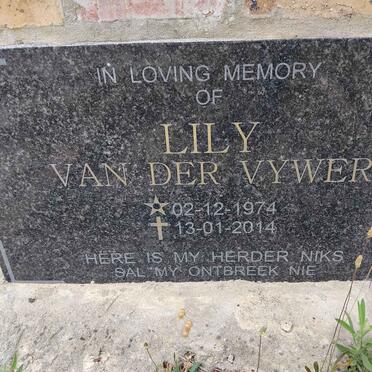 IN LOVING MEMORY
OF
LILY
VAN DER VYWER
02-12-1974
13-01-2014
HERE IS MY HERDER NIKS
SAL MY ONTBREEK NIE